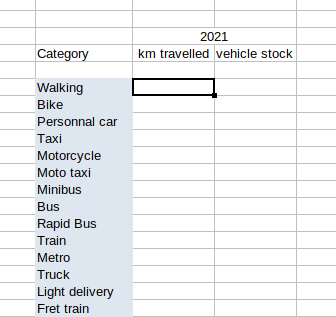 2021
Category km travelled vehicle stock
Walking
Bike
Personnal car
Taxi
Motorcycle
Moto taxi
Minibus
Bus
Rapid Bus
Train
Metro
Truck
Light delivery
Fret train